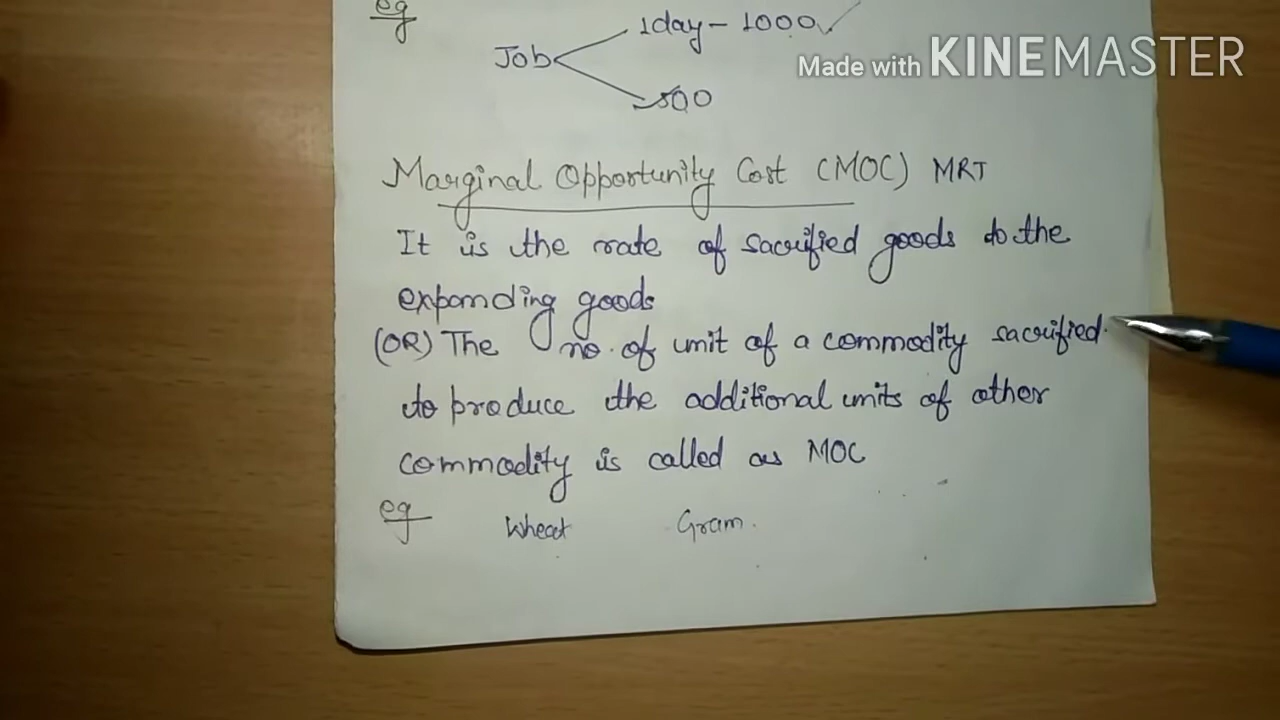 eg
1day - 1000 ✓
Made with KINEMASTER
Job
500
Marginal Opportunity Cost (MOC) MRT
It is the rate of sacrified goods to the
expanding goods
(OR) The no. of unit of a commodity sacrified.
to produce the additional units of other
commodity is called as MOC
eg Wheat Gram.